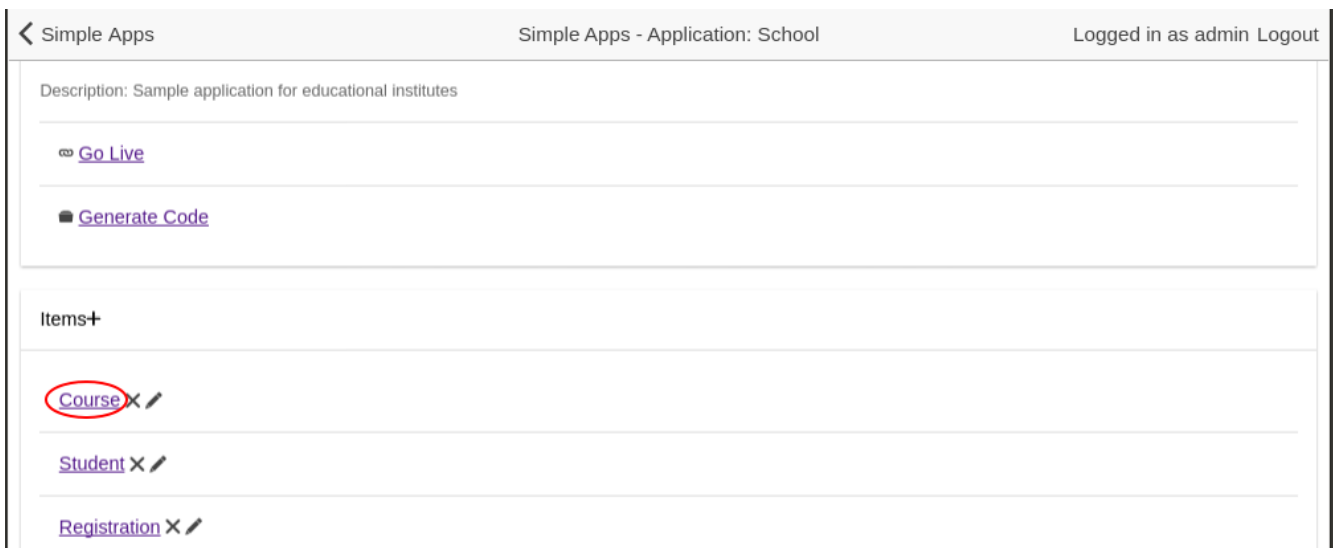 Simple Apps Simple Apps - Application: School Logged in as admin Logout
Description: Sample application for educational institutes
Go Live
Generate Code
Items+
Course
Student
Registration